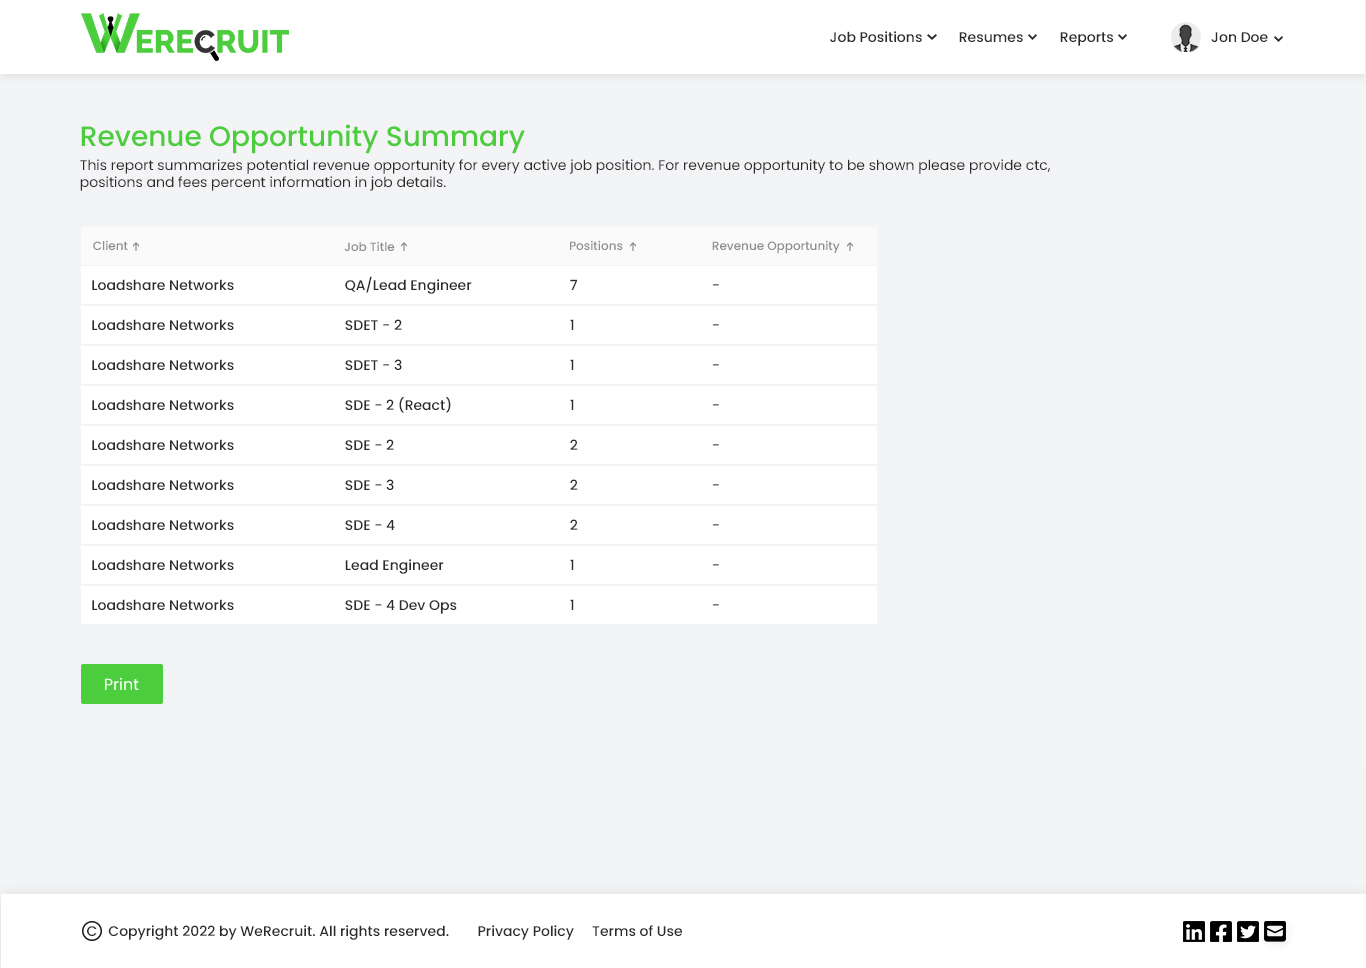 WERECRUIT
Job Positions Resumes Reports Jon Doe
Revenue Opportunity Summary
This report summarizes potential revenue opportunity for every active job position. For revenue opportunity to be shown please provide ctc,
positions and fees percent information in job details.
Client ↑ Job Title ↑ Positions ↑ Revenue Opportunity ↑
Loadshare Networks QA/Lead Engineer 7 -
Loadshare Networks SDET - 2 1 -
Loadshare Networks SDET - 3 1 -
Loadshare Networks SDE - 2 (React) 1 -
Loadshare Networks SDE - 2 2 -
Loadshare Networks SDE - 3 2 -
Loadshare Networks SDE - 4 2 -
Loadshare Networks Lead Engineer 1 -
Loadshare Networks SDE - 4 Dev Ops 1 -
Print
© Copyright 2022 by WeRecruit. All rights reserved. Privacy Policy Terms of Use